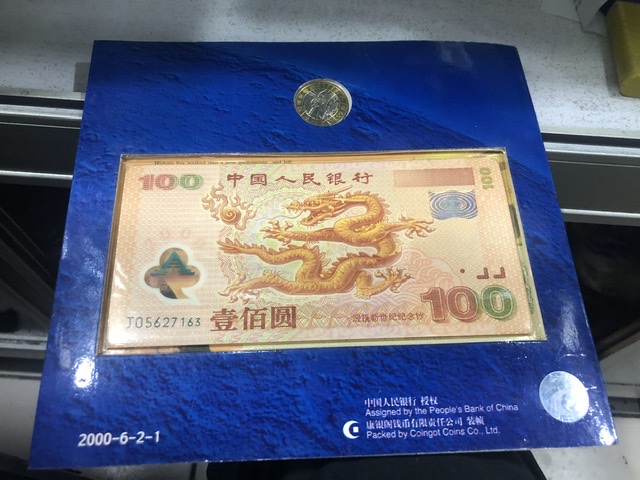 100
中国人民银行
100
J05627163
壹佰圆
迎接新世纪纪念钞
100
中国人民银行 授权
Assigned by the People's Bank of China
康银阁钱币有限责任公司 装帧
Packed by Coingot Coins Co., Ltd.
2000-6-2-1